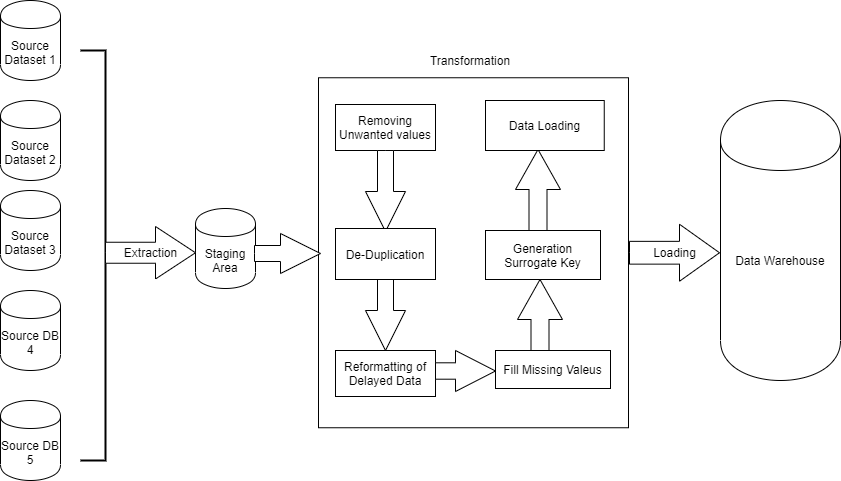 Source
Dataset 1
Source
Dataset 2
Source
Dataset 3
Source DB
4
Source DB
5
Extraction
Staging
Area
Transformation
Removing
Unwanted values
De-Duplication
Reformatting of
Delayed Data
Fill Missing Valeus
Generation
Surrogate Key
Data Loading
Loading
Data Warehouse